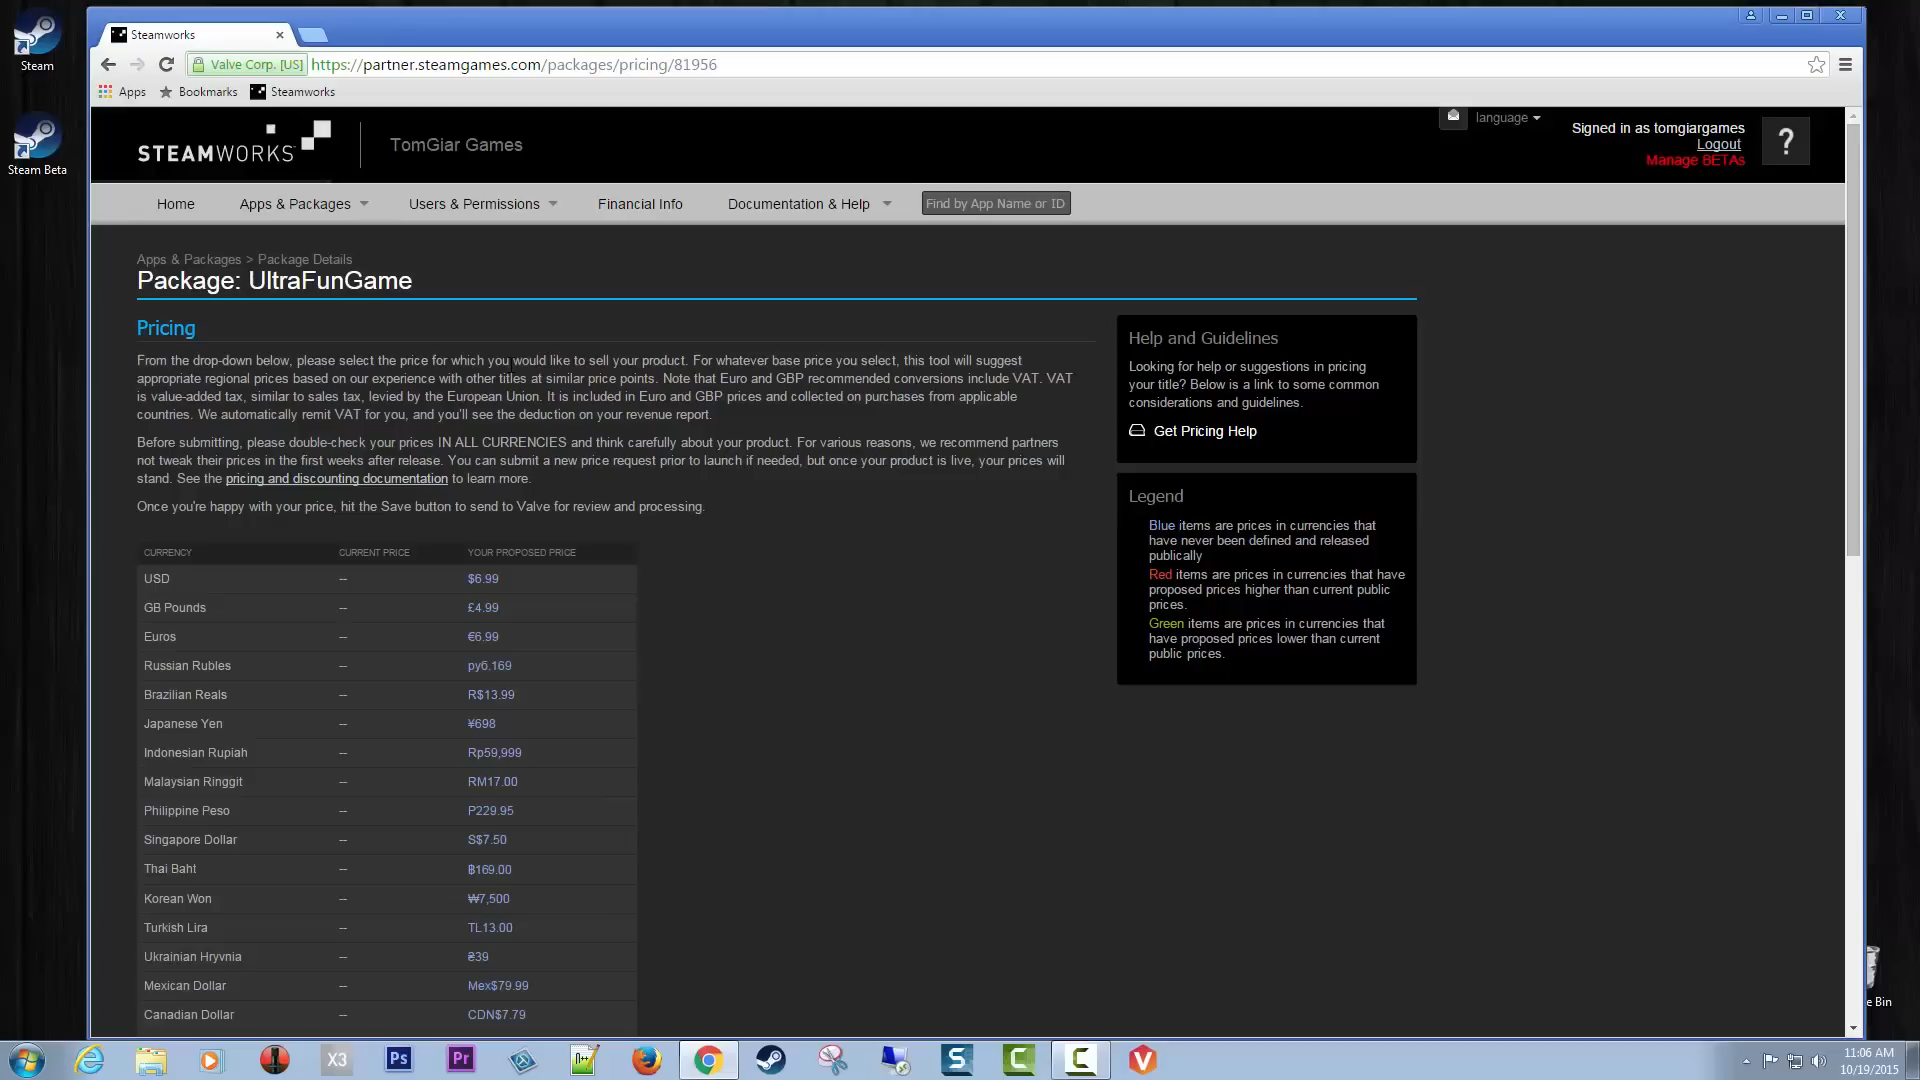 Steam
Steam Beta
Steamworks
Valve Corp. [US] https://partner.steamgames.com/packages/pricing/81956
Apps Bookmarks Steamworks
STEAMWORKS TomGiar Games
language
Signed in as tomgiargames
Logout
Manage BETAs
?
Home Apps & Packages Users & Permissions Financial Info Documentation & Help Find by App Name or ID
Apps & Packages > Package Details
Package: UltraFunGame
Pricing
From the drop-down below, please select the price for which you would like to sell your product. For whatever base price you select, this tool will suggest
appropriate regional prices based on our experience with other titles at similar price points. Note that Euro and GBP recommended conversions include VAT. VAT
is value-added tax, similar to sales tax, levied by the European Union. It is included in Euro and GBP prices and collected on purchases from applicable
countries. We automatically remit VAT for you, and you'll see the deduction on your revenue report.
Before submitting, please double-check your prices IN ALL CURRENCIES and think carefully about your product. For various reasons, we recommend partners
not tweak their prices in the first weeks after release. You can submit a new price request prior to launch if needed, but once your product is live, your prices will
stand. See the pricing and discounting documentation to learn more.
Once you're happy with your price, hit the Save button to send to Valve for review and processing.
CURRENCY CURRENT PRICE YOUR PROPOSED PRICE
USD -- $6.99
GB Pounds -- £4.99
Euros -- €6.99
Russian Rubles -- руб.169
Brazilian Reals -- R$13.99
Japanese Yen -- ¥698
Indonesian Rupiah -- Rp59,999
Malaysian Ringgit -- RM17.00
Philippine Peso -- P229.95
Singapore Dollar -- S$7.50
Thai Baht -- ฿169.00
Korean Won -- ₩7,500
Turkish Lira -- TL13.00
Ukrainian Hryvnia -- ₴39
Mexican Dollar -- Mex$79.99
Canadian Dollar -- CDN$7.79
Help and Guidelines
Looking for help or suggestions in pricing
your title? Below is a link to some common
considerations and guidelines.
Get Pricing Help
Legend
Blue items are prices in currencies that
have never been defined and released
publically
Red items are prices in currencies that have
proposed prices higher than current public
prices.
Green items are prices in currencies that
have proposed prices lower than current
public prices.
e Bin
X3 Ps Pr n++ S C C V
11:06 AM
10/19/2015